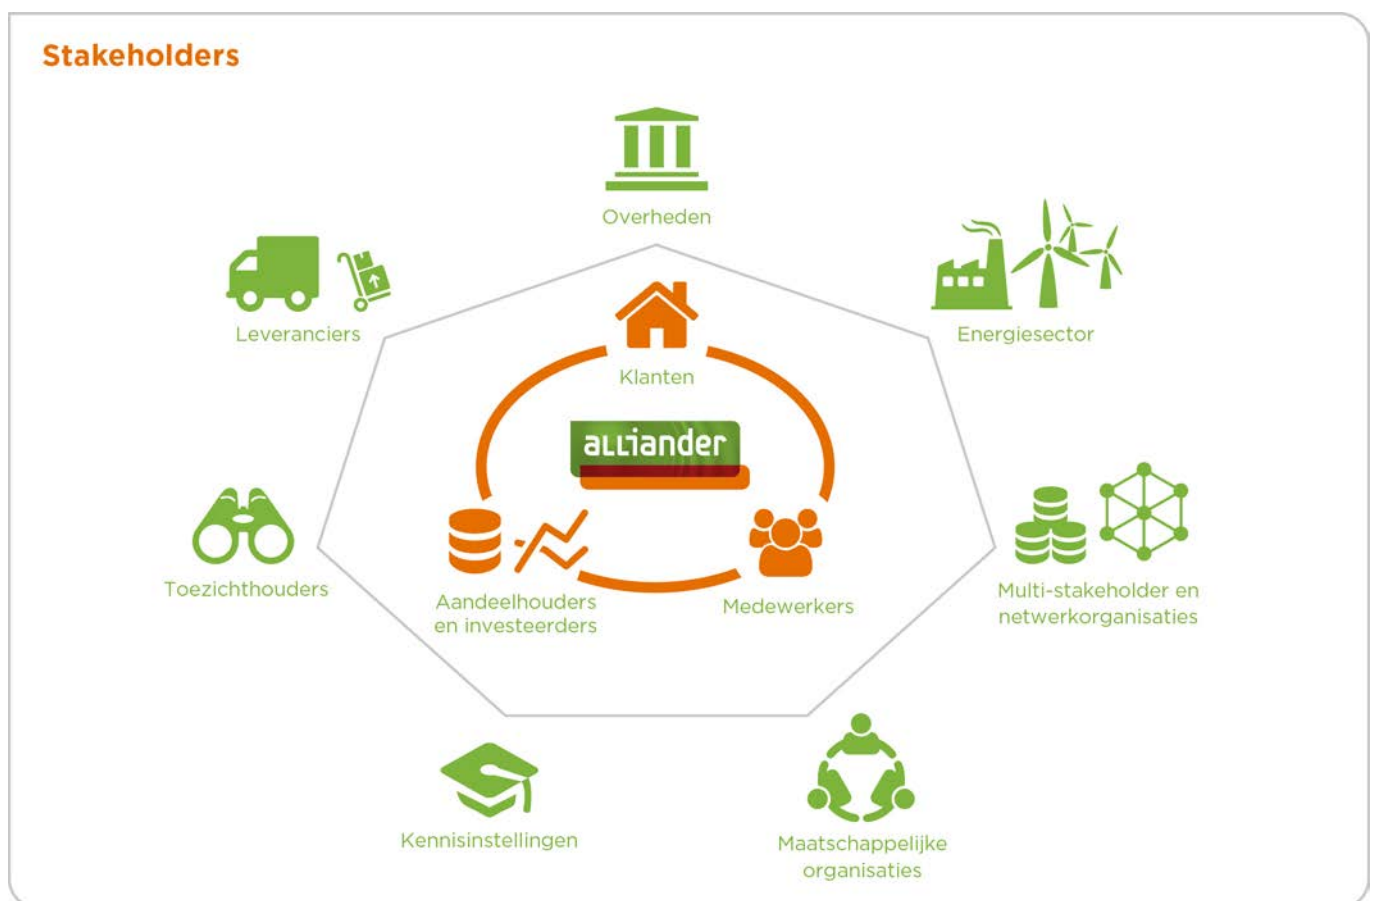 Stakeholders
Overheden
Leveranciers
Energiesector
Klanten
alliander
Toezichthouders
Aandeelhouders
en investeerders
Medewerkers
Multi-stakeholder en
netwerkorganisaties
Kennisinstellingen
Maatschappelijke
organisaties